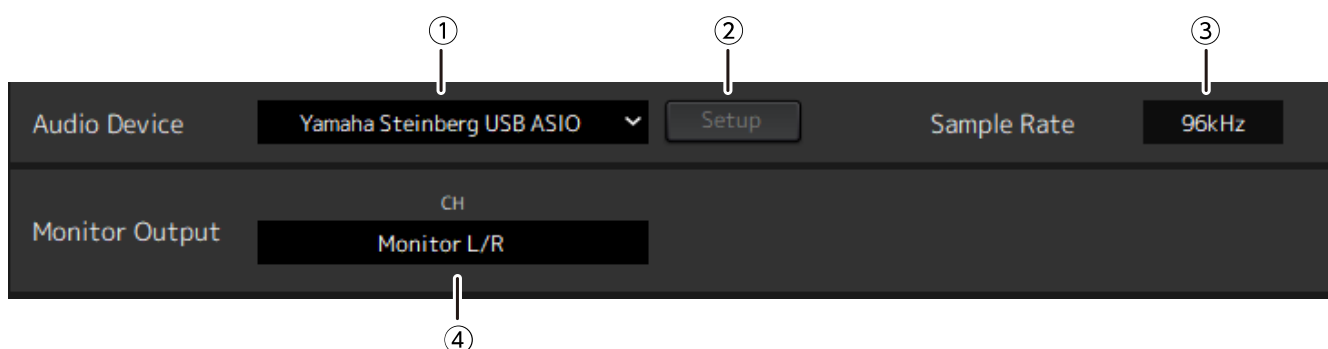 ① ② ③
Audio Device Yamaha Steinberg USB ASIO Setup Sample Rate 96kHz
CH
Monitor Output Monitor L/R
④